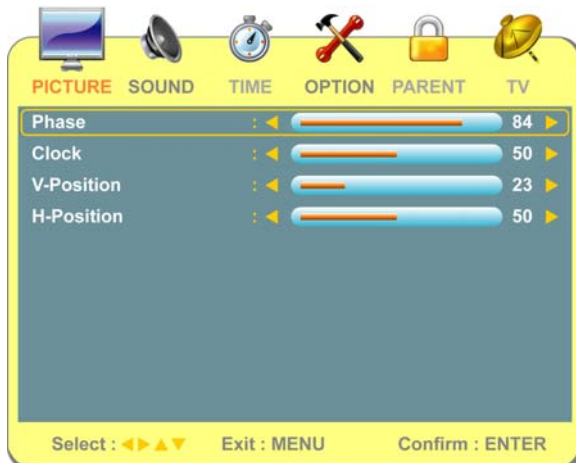 PICTURE SOUND TIME OPTION PARENT TV
Phase : 84
Clock : 50
V-Position : 23
H-Position : 50
Select : ◀▶▲▼ Exit : MENU Confirm : ENTER